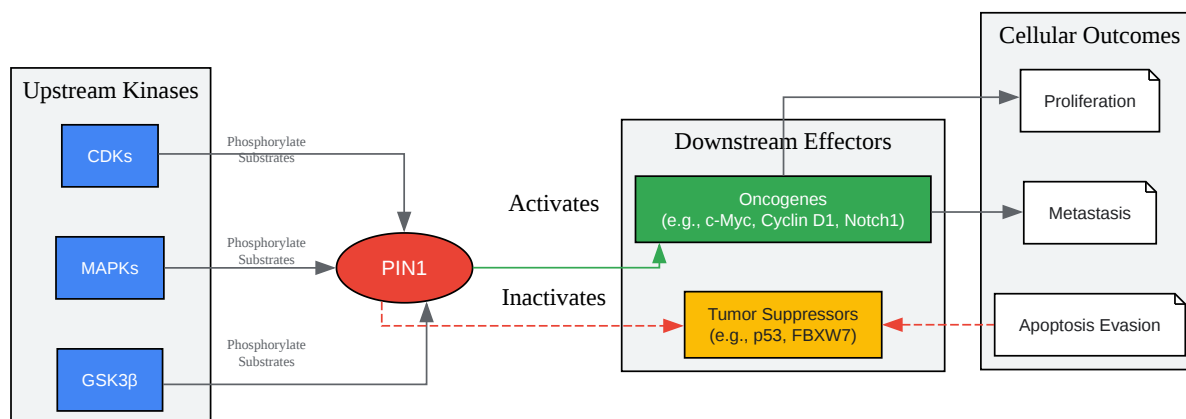 Upstream Kinases
CDKs
MAPKs
GSK3β
Phosphorylate
Substrates
Phosphorylate
Substrates
Phosphorylate
Substrates
PIN1
Activates
Inactivates
Downstream Effectors
Oncogenes
(e.g., c-Myc, Cyclin D1, Notch1)
Tumor Suppressors
(e.g., p53, FBXW7)
Cellular Outcomes
Proliferation
Metastasis
Apoptosis Evasion